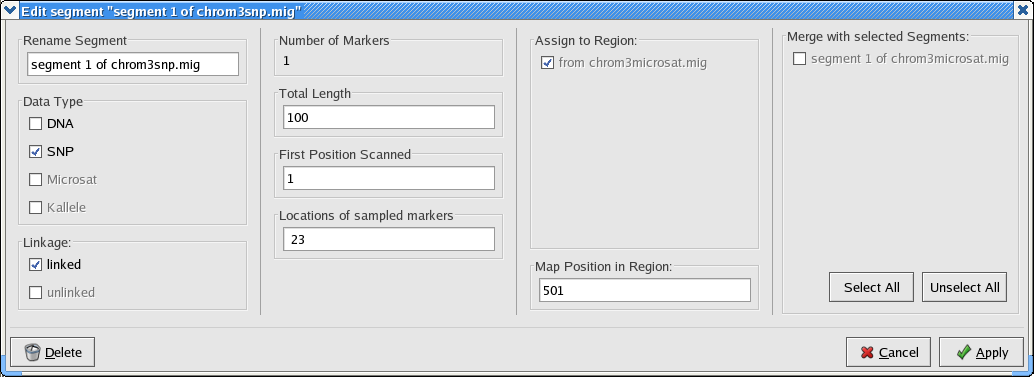 Edit segment "segment 1 of chrom3snp.mig"
Rename Segment
segment 1 of chrom3snp.mig
Data Type
DNA
SNP
Microsat
Kallele
Linkage:
linked
unlinked
Number of Markers
1
Total Length
100
First Position Scanned
1
Locations of sampled markers
23
Assign to Region:
from chrom3microsat.mig
Map Position in Region:
501
Merge with selected Segments:
segment 1 of chrom3microsat.mig
Select All Unselect All
Delete Cancel Apply